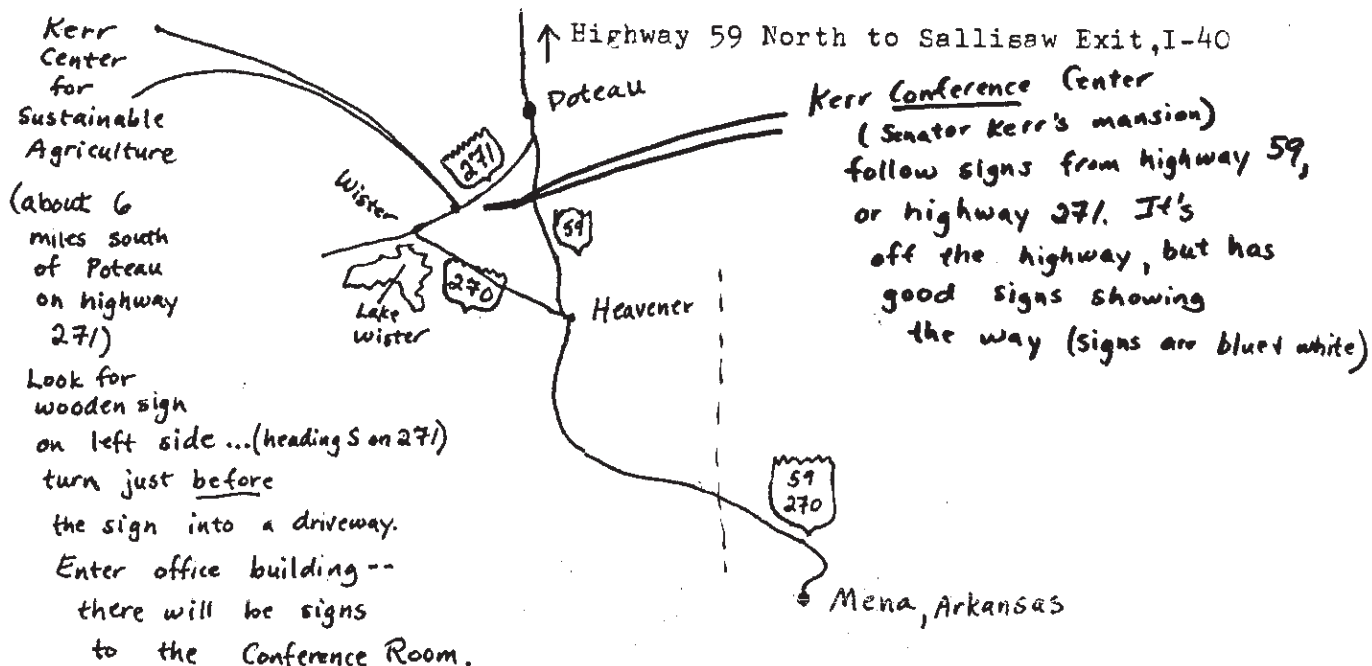 Kerr
Center
for
Sustainable
Agriculture
(about 6
miles south
of Poteau
on highway
271)
Look for
wooden sign
on left side...(heading S on 271)
turn just before
the sign into a driveway.
Enter office building--
there will be signs
to the Conference Room.
↑ Highway 59 North to Sallisaw Exit,I-40
Poteau
271
Wister
59
270
Lake
Wister
Heavener
59
270
Mena, Arkansas
Kerr Conference Center
(Senator Kerr's mansion)
follow signs from highway 59,
or highway 271. It's
off the highway, but has
good signs showing
the way (signs are blue & white)